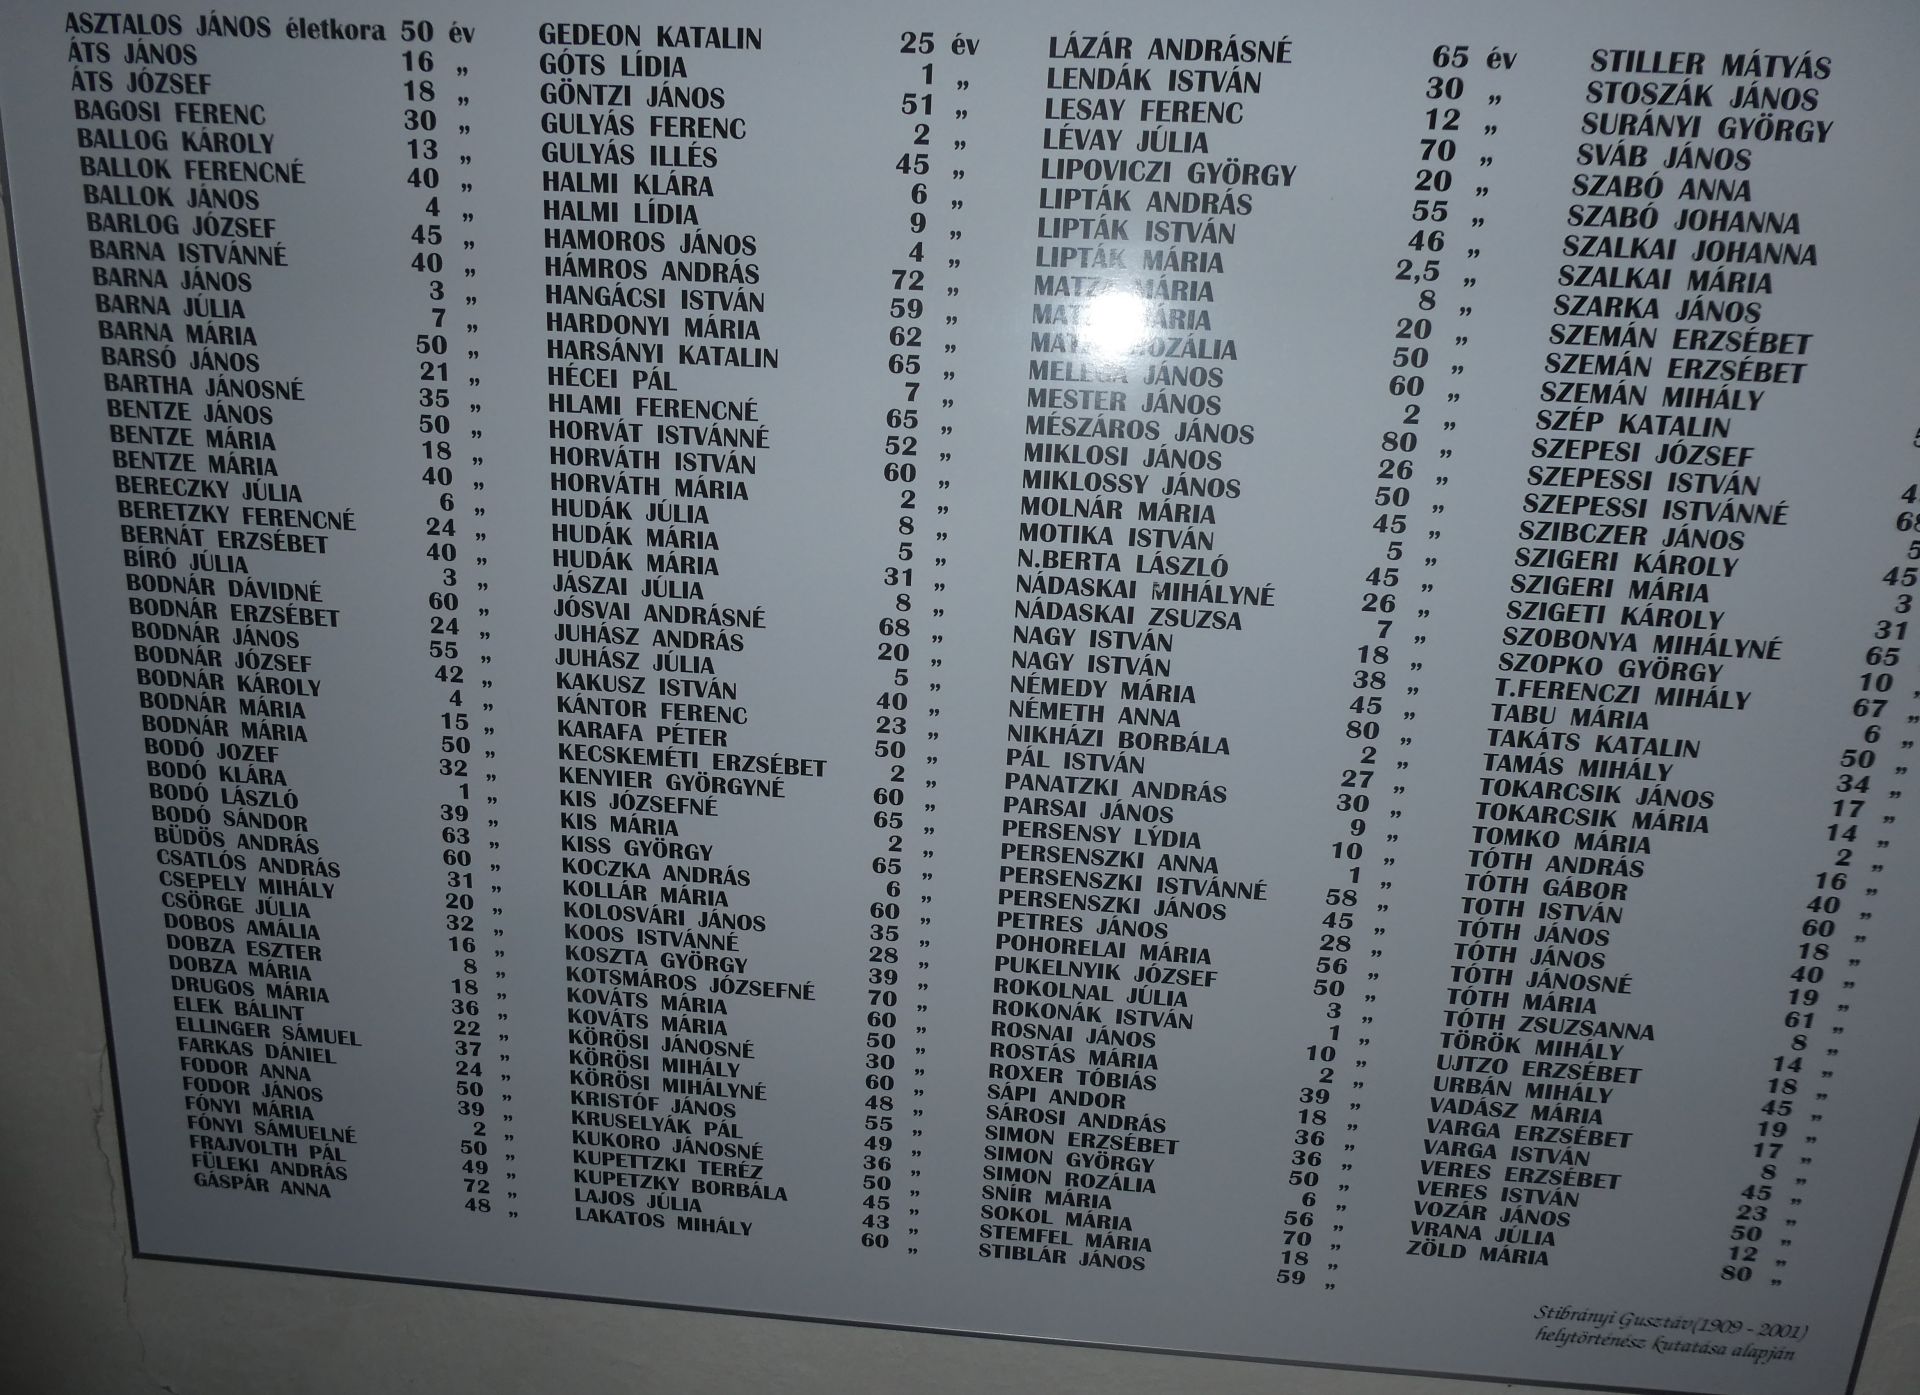 ASZTALOS JÁNOS életkora 50 év
ÁTS JÁNOS 16 „
ÁTS JÓZSEF 18 „
BAGOSI FERENC 30 „
BALLOG KÁROLY 13 „
BALLOK FERENCNÉ 40 „
BALLOK JÁNOS 4 „
BARLOG JÓZSEF 45 „
BARNA ISTVÁNNÉ 40 „
BARNA JÁNOS 3 „
BARNA JÚLIA 7 „
BARNA MÁRIA 50 „
BARSÓ JÁNOS 21 „
BARTHA JÁNOSNÉ 35 „
BENTZE JÁNOS 50 „
BENTZE MÁRIA 18 „
BENTZE MÁRIA 40 „
BERECZKY JÚLIA 6 „
BERETZKY FERENCNÉ 24 „
BERNÁT ERZSÉBET 40 „
BÍRÓ JÚLIA 3 „
BODNÁR DÁVIDNÉ 60 „
BODNÁR ERZSÉBET 24 „
BODNÁR JÁNOS 55 „
BODNÁR JÓZSEF 42 „
BODNÁR KÁROLY 4 „
BODNÁR MÁRIA 15 „
BODNÁR MÁRIA 50 „
BODÓ JOZEF 32 „
BODÓ KLÁRA 1 „
BODÓ LÁSZLÓ 39 „
BODÓ SÁNDOR 63 „
BÜDÖS ANDRÁS 60 „
CSATLÓS ANDRÁS 31 „
CSEPELY MIHÁLY 20 „
CSÖRGE JÚLIA 32 „
DOBOS AMÁLIA 16 „
DOBZA ESZTER 8 „
DOBZA MÁRIA 18 „
DRUGOS MÁRIA 36 „
ELEK BÁLINT 22 „
ELLINGER SÁMUEL 37 „
FARKAS DÁNIEL 24 „
FODOR ANNA 50 „
FODOR JÁNOS 39 „
FÓNYI MÁRIA 2 „
FÓNYI SÁMUELNÉ 50 „
FRAJVOLTH PÁL 49 „
FÜLEKI ANDRÁS 72 „
GÁSPÁR ANNA 48 „
GEDEON KATALIN 25 év
GÓTS LÍDIA 1 „
GÖNTZI JÁNOS 51 „
GULYÁS FERENC 2 „
GULYÁS ILLÉS 45 „
HALMI KLÁRA 6 „
HALMI LÍDIA 9 „
HAMOROS JÁNOS 4 „
HÁMROS ANDRÁS 72 „
HANGÁCSI ISTVÁN 59 „
HARDONYI MÁRIA 62 „
HARSÁNYI KATALIN 65 „
HÉCEI PÁL 7 „
HLAMI FERENCNÉ 65 „
HORVÁT ISTVÁNNÉ 52 „
HORVÁTH ISTVÁN 60 „
HORVÁTH MÁRIA 2 „
HUDÁK JÚLIA 8 „
HUDÁK MÁRIA 5 „
HUDÁK MÁRIA 31 „
JÁSZAI JÚLIA 8 „
JÓSVAI ANDRÁSNÉ 68 „
JUHÁSZ ANDRÁS 20 „
JUHÁSZ JÚLIA 5 „
KAKUSZ ISTVÁN 40 „
KÁNTOR FERENC 23 „
KARAFA PÉTER 50 „
KECSKEMÉTI ERZSÉBET 2 „
KENYIER GYÖRGYNÉ 60 „
KIS JÓZSEFNÉ 65 „
KIS MÁRIA 2 „
KISS GYÖRGY 65 „
KOCZKA ANDRÁS 6 „
KOLLÁR MÁRIA 60 „
KOLOSVÁRI JÁNOS 35 „
KOOS ISTVÁNNÉ 28 „
KOSZTA GYÖRGY 39 „
KOTSMÁROS JÓZSEFNÉ 70 „
KOVÁTS MÁRIA 60 „
KOVÁTS MÁRIA 50 „
KÖRÖSI JÁNOSNÉ 30 „
KÖRÖSI MIHÁLY 60 „
KÖRÖSI MIHÁLYNÉ 48 „
KRISTÓF JÁNOS 55 „
KRUSELYÁK PÁL 49 „
KUKORO JÁNOSNÉ 36 „
KUPETTZKI TERÉZ 50 „
KUPETZKY BORBÁLA 45 „
LAJOS JÚLIA 43 „
LAKATOS MIHÁLY 60 „
LÁZÁR ANDRÁSNÉ 65 év
LENDÁK ISTVÁN 30 „
LESAY FERENC 12 „
LÉVAY JÚLIA 70 „
LIPOVICZI GYÖRGY 20 „
LIPTÁK ANDRÁS 55 „
LIPTÁK ISTVÁN 46 „
LIPTÁK MÁRIA 2,5 „
MÁRIA 8 „
MÁRIA 20 „
ROZÁLIA 50 „
MELEGA JÁNOS 60 „
MESTER JÁNOS 2 „
MÉSZÁROS JÁNOS 80 „
MIKLOSI JÁNOS 26 „
MIKLOSSY JÁNOS 50 „
MOLNÁR MÁRIA 45 „
MOTIKA ISTVÁN 5 „
N.BERTA LÁSZLÓ 45 „
NÁDASKAI MIHÁLYNÉ 26 „
NÁDASKAI ZSUZSA 7 „
NAGY ISTVÁN 18 „
NAGY ISTVÁN 38 „
NÉMEDY MÁRIA 45 „
NÉMETH ANNA 80 „
NIKHÁZI BORBÁLA 2 „
PÁL ISTVÁN 27 „
PANATZKI ANDRÁS 30 „
PARSAI JÁNOS 9 „
PERSENSY LÝDIA 10 „
PERSENSZKI ANNA 1 „
PERSENSZKI ISTVÁNNÉ 58 „
PERSENSZKI JÁNOS 45 „
PETRES JÁNOS 28 „
POHORELAI MÁRIA 56 „
PUKELNYIK JÓZSEF 50 „
ROKOLNAL JÚLIA 3 „
ROKONÁK ISTVÁN 1 „
ROSNAI JÁNOS 10 „
ROSTÁS MÁRIA 2 „
ROXER TÓBIÁS 39 „
SÁPI ANDOR 18 „
SÁROSI ANDRÁS 36 „
SIMON ERZSÉBET 36 „
SIMON GYÖRGY 50 „
SIMON ROZÁLIA 6 „
SNÍR MÁRIA 56 „
SOKOL MÁRIA 70 „
STEMFEL MÁRIA 18 „
STIBLÁR JÁNOS 59 „
STILLER MÁTYÁS
STOSZÁK JÁNOS
SURÁNYI GYÖRGY
SVÁB JÁNOS
SZABÓ ANNA
SZABÓ JOHANNA
SZALKAI JOHANNA
SZALKAI MÁRIA
SZARKA JÁNOS
SZEMÁN ERZSÉBET
SZEMÁN ERZSÉBET
SZEMÁN MIHÁLY
SZÉP KATALIN
SZEPESI JÓZSEF
SZEPESSI ISTVÁN
SZEPESSI ISTVÁNNÉ
SZIBCZER JÁNOS
SZIGERI KÁROLY 45
SZIGERI MÁRIA 3
SZIGETI KÁROLY 31
SZOBONYA MIHÁLYNÉ 65
SZOPKO GYÖRGY 10
T.FERENCZI MIHÁLY 67 „
TABU MÁRIA 6 „
TAKÁTS KATALIN 50 „
TAMÁS MIHÁLY 34 „
TOKARCSIK JÁNOS 17 „
TOKARCSIK MÁRIA 14 „
TOMKO MÁRIA 2 „
TÓTH ANDRÁS 16 „
TÓTH GÁBOR 40 „
TOTH ISTVÁN 60 „
TÓTH JÁNOS 18 „
TÓTH JÁNOS 40 „
TÓTH JÁNOSNÉ 19 „
TÓTH MÁRIA 61 „
TÓTH ZSUZSANNA 8 „
TÖRÖK MIHÁLY 14 „
UJTZO ERZSÉBET 18 „
URBÁN MIHÁLY 45 „
VADÁSZ MÁRIA 19 „
VARGA ERZSÉBET 17 „
VARGA ISTVÁN 8 „
VERES ERZSÉBET 45 „
VERES ISTVÁN 23 „
VOZÁR JÁNOS 50 „
VRANA JÚLIA 12 „
ZÖLD MÁRIA 80 „
Stibrányi Gusztáv(1909 - 2001)
helytörténész kutatása alapján